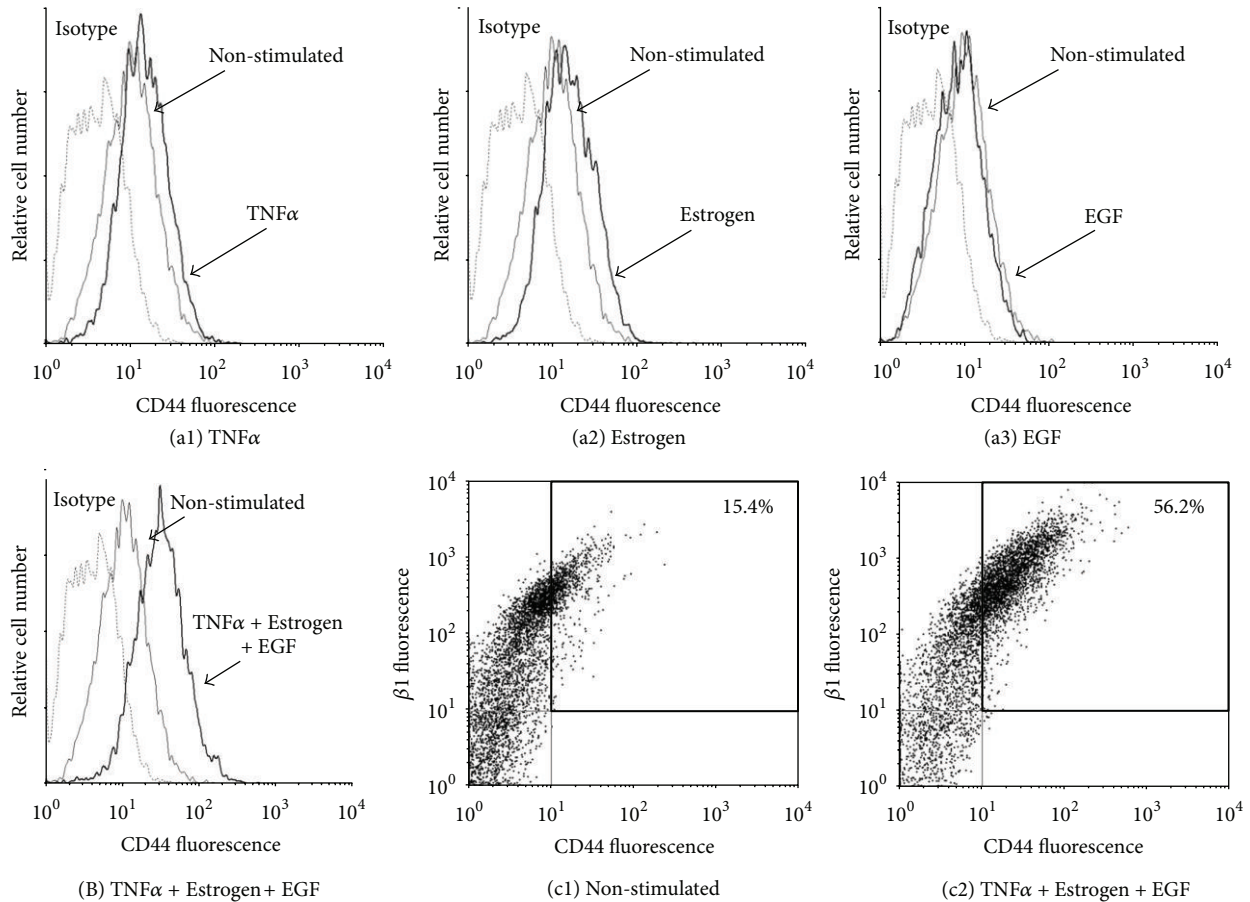 Isotype
Non-stimulated
TNFα
Relative cell number
10⁰ 10¹ 10² 10³ 10⁴
CD44 fluorescence
(a1) TNFα
Isotype
Non-stimulated
Estrogen
Relative cell number
10⁰ 10¹ 10² 10³ 10⁴
CD44 fluorescence
(a2) Estrogen
Isotype
Non-stimulated
EGF
Relative cell number
10⁰ 10¹ 10² 10³ 10⁴
CD44 fluorescence
(a3) EGF
Isotype
Non-stimulated
TNFα + Estrogen
+ EGF
Relative cell number
10⁰ 10¹ 10² 10³ 10⁴
CD44 fluorescence
(B) TNFα + Estrogen + EGF
10⁴
10³
10²
10¹
10⁰
15.4%
β1 fluorescence
10⁰ 10¹ 10² 10³ 10⁴
CD44 fluorescence
(c1) Non-stimulated
10⁴
10³
10²
10¹
10⁰
56.2%
β1 fluorescence
10⁰ 10¹ 10² 10³ 10⁴
CD44 fluorescence
(c2) TNFα + Estrogen + EGF